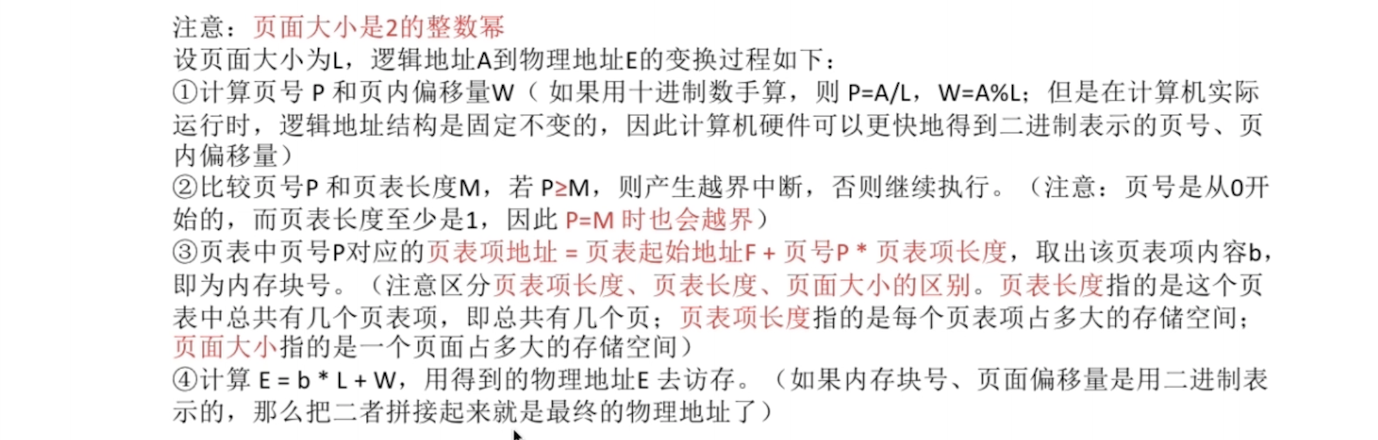 注意：页面大小是2的整数幂
设页面大小为L，逻辑地址A到物理地址E的变换过程如下：
①计算页号 P 和页内偏移量W（ 如果用十进制数手算，则 P=A/L，W=A%L；但是在计算机实际
运行时，逻辑地址结构是固定不变的，因此计算机硬件可以更快地得到二进制表示的页号、页
内偏移量）
②比较页号P 和页表长度M，若 P≥M，则产生越界中断，否则继续执行。（注意：页号是从0开
始的，而页表长度至少是1，因此 P=M 时也会越界）
③页表中页号P对应的页表项地址 = 页表起始地址F + 页号P * 页表项长度，取出该页表项内容b，
即为内存块号。（注意区分页表项长度、页表长度、页面大小的区别。页表长度指的是这个页
表中总共有几个页表项，即总共有几个页；页表项长度指的是每个页表项占多大的存储空间；
页面大小指的是一个页面占多大的存储空间）
④计算 E = b * L + W，用得到的物理地址E 去访存。（如果内存块号、页面偏移量是用二进制表
示的，那么把二者拼接起来就是最终的物理地址了）